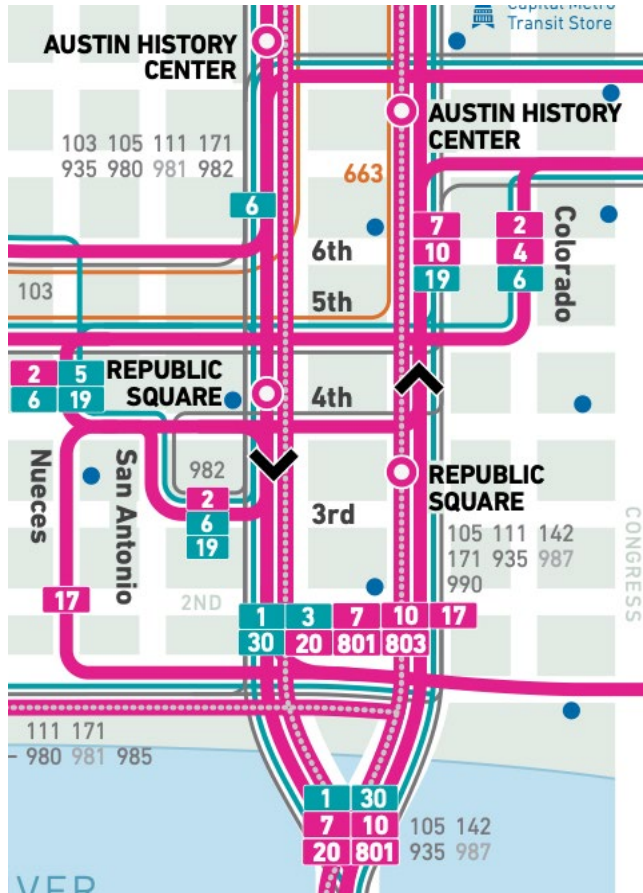 Capital Metro
Transit Store
AUSTIN HISTORY
CENTER
AUSTIN HISTORY
CENTER
103 105 111 171
935 980 981 982
663
6
7
10
19
2
4
6
Colorado
6th
5th
103
2 5
6 19
REPUBLIC
SQUARE
4th
982
2
6
19
Nueces
San Antonio
3rd
REPUBLIC
SQUARE
105 111 142
171 935 987
990
CONGRESS
17
2ND
1 3 7 10 17
30 20 801 803
111 171
980 981 985
1 30
7 10
20 801
105 142
935 987